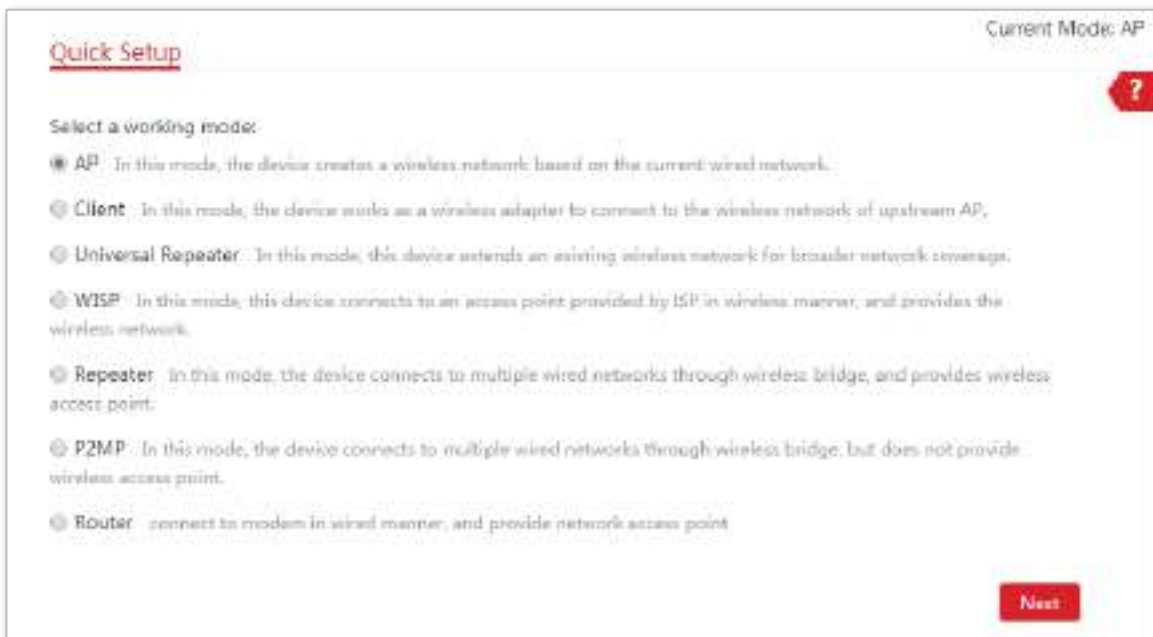 Current Mode: AP
Quick Setup
?
Select a working mode:
AP In this mode, the device creates a wireless network based on the current wired network.
Client In this mode, the device works as a wireless adapter to connect to the wireless network of upstream AP.
Universal Repeater In this mode, this device extends an existing wireless network for broader network coverage.
WISP In this mode, this device connects to an access point provided by ISP in wireless manner, and provides the
wireless network.
Repeater In this mode, the device connects to multiple wired networks through wireless bridge, and provides wireless
access point.
P2MP In this mode, the device connects to multiple wired networks through wireless bridge, but does not provide
wireless access point.
Router connect to modem in wired manner, and provide network access point
Next